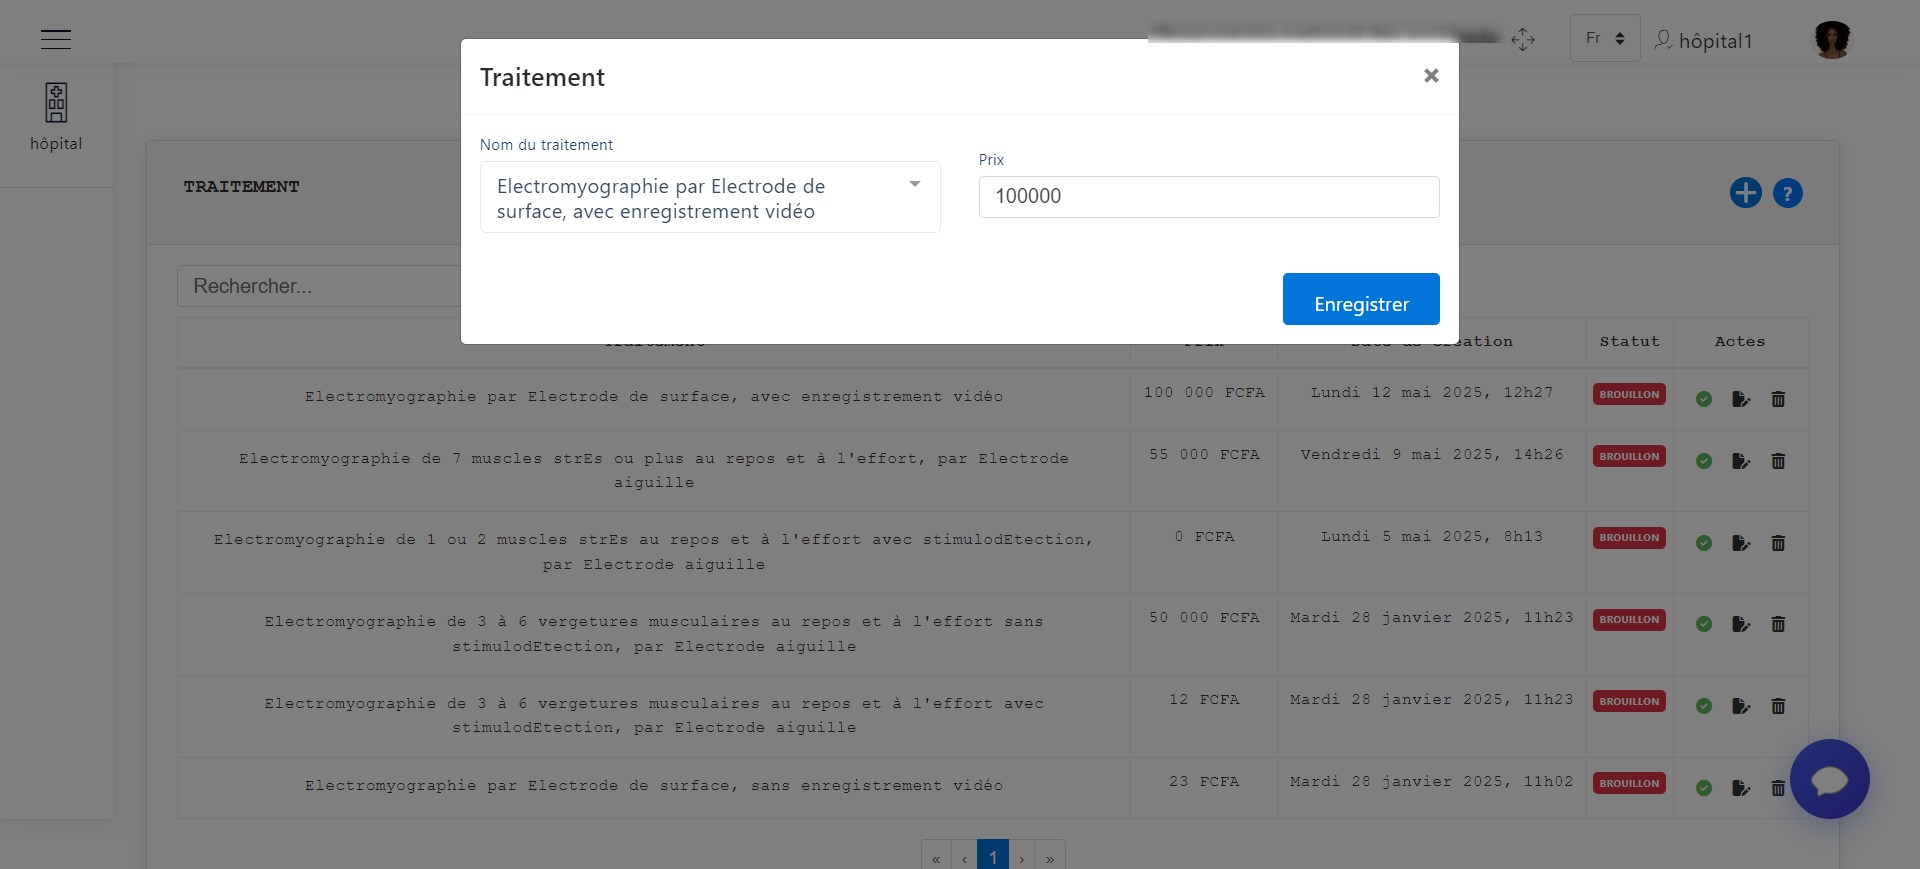 Fr
hôpital1
hôpital
Traitement
×
Nom du traitement
Electromyographie par Electrode de
surface, avec enregistrement vidéo
Prix
100000
Enregistrer
TRAITEMENT
?
Rechercher...
Traitement Prix Date de création Statut Actes
Electromyographie par Electrode de surface, avec enregistrement vidéo 100 000 FCFA Lundi 12 mai 2025, 12h27 BROUILLON
Electromyographie de 7 muscles strEs ou plus au repos et à l'effort, par Electrode 55 000 FCFA Vendredi 9 mai 2025, 14h26 BROUILLON
aiguille
Electromyographie de 1 ou 2 muscles strEs au repos et à l'effort avec stimulodEtection, 0 FCFA Lundi 5 mai 2025, 8h13 BROUILLON
par Electrode aiguille
Electromyographie de 3 à 6 vergetures musculaires au repos et à l'effort sans 50 000 FCFA Mardi 28 janvier 2025, 11h23 BROUILLON
stimulodEtection, par Electrode aiguille
Electromyographie de 3 à 6 vergetures musculaires au repos et à l'effort avec 12 FCFA Mardi 28 janvier 2025, 11h23 BROUILLON
stimulodEtection, par Electrode aiguille
Electromyographie par Electrode de surface, sans enregistrement vidéo 23 FCFA Mardi 28 janvier 2025, 11h02 BROUILLON
« ‹ 1 › »